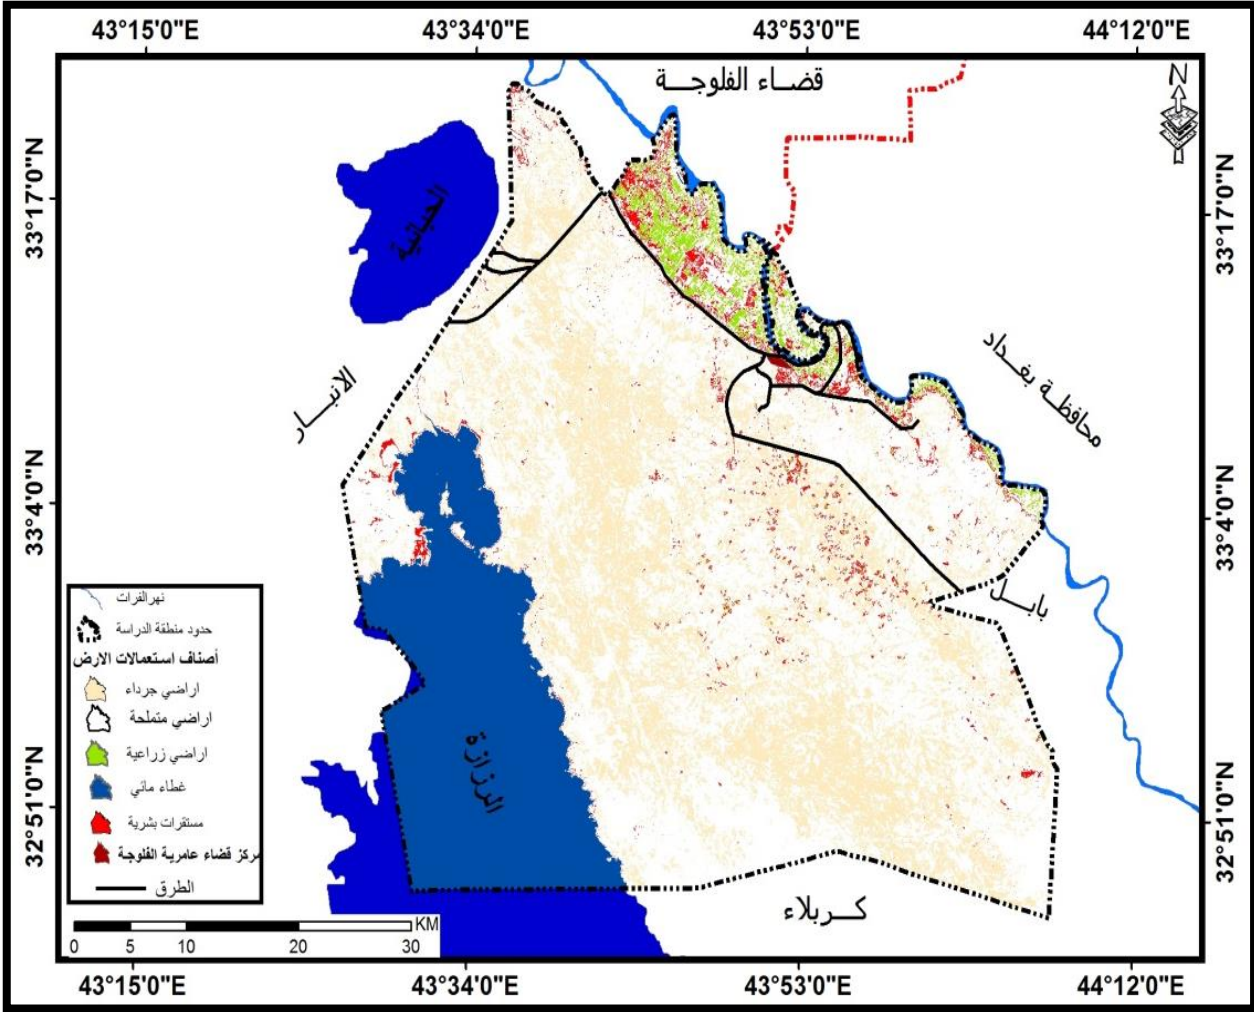 43°15'0"E 43°34'0"E 43°53'0"E 44°12'0"E
قضاء الفلوجة
N
33°17'0"N
33°17'0"N
الحبانية
الانبار
محافظة بغداد
33°4'0"N
33°4'0"N
بابل
نهرالفرات
حدود منطقة الدراسة
أصناف استعمالات الارض
اراضي جرداء
اراضي متملحة
اراضي زراعية
غطاء مائي
مستقرات بشرية
مركز قضاء عامرية الفلوجة
الطرق
الرزازة
32°51'0"N
32°51'0"N
كربلاء
KM
0 5 10 20 30
43°15'0"E 43°34'0"E 43°53'0"E 44°12'0"E